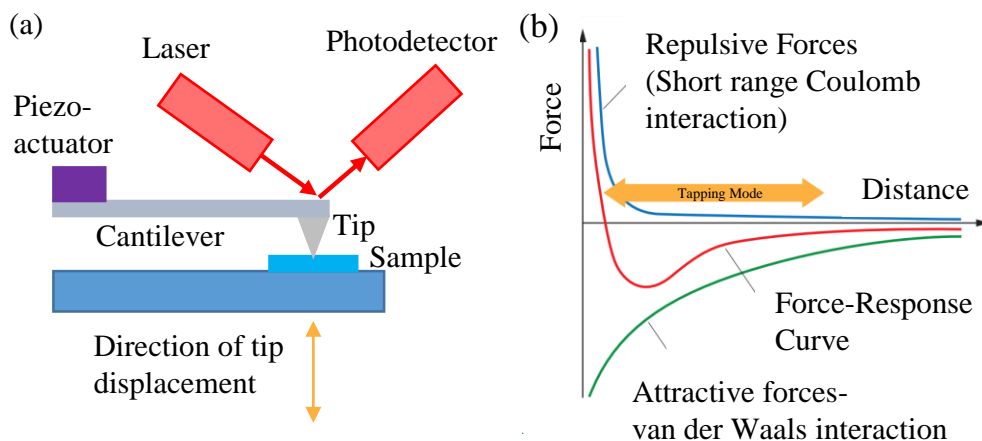 (a)
Laser
Photodetector
Piezo-
actuator
Cantilever
Tip
Sample
Direction of tip
displacement
(b)
Repulsive Forces
(Short range Coulomb
interaction)
Force
Tapping Mode
Distance
Force-Response
Curve
Attractive forces-
van der Waals interaction